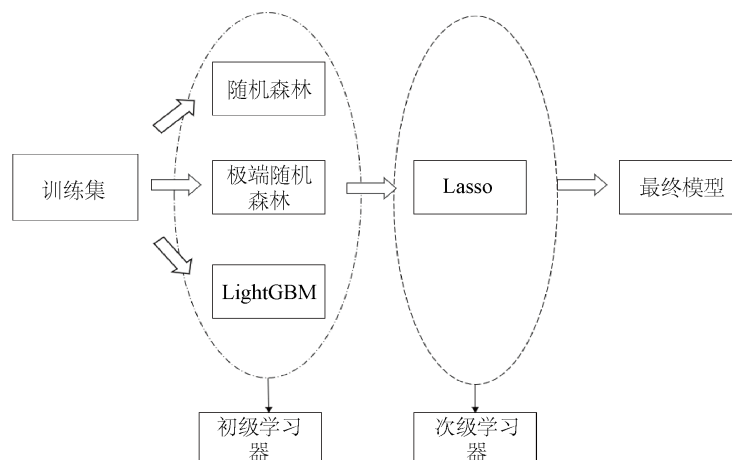 随机森林
训练集
极端随机
森林
Lasso
最终模型
LightGBM
初级学习
器
次级学习
器